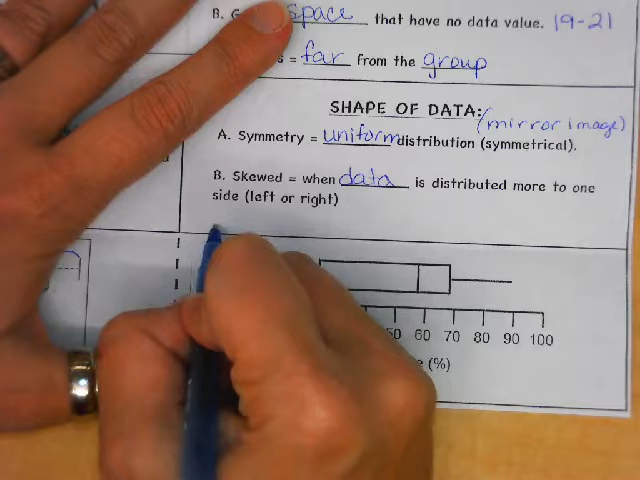 B. G space that have no data value. 19-21
s = far from the group
SHAPE OF DATA:
(mirror image)
A. Symmetry = uniform distribution (symmetrical).
B. Skewed = when data is distributed more to one
side (left or right)
50 60 70 80 90 100
(%)